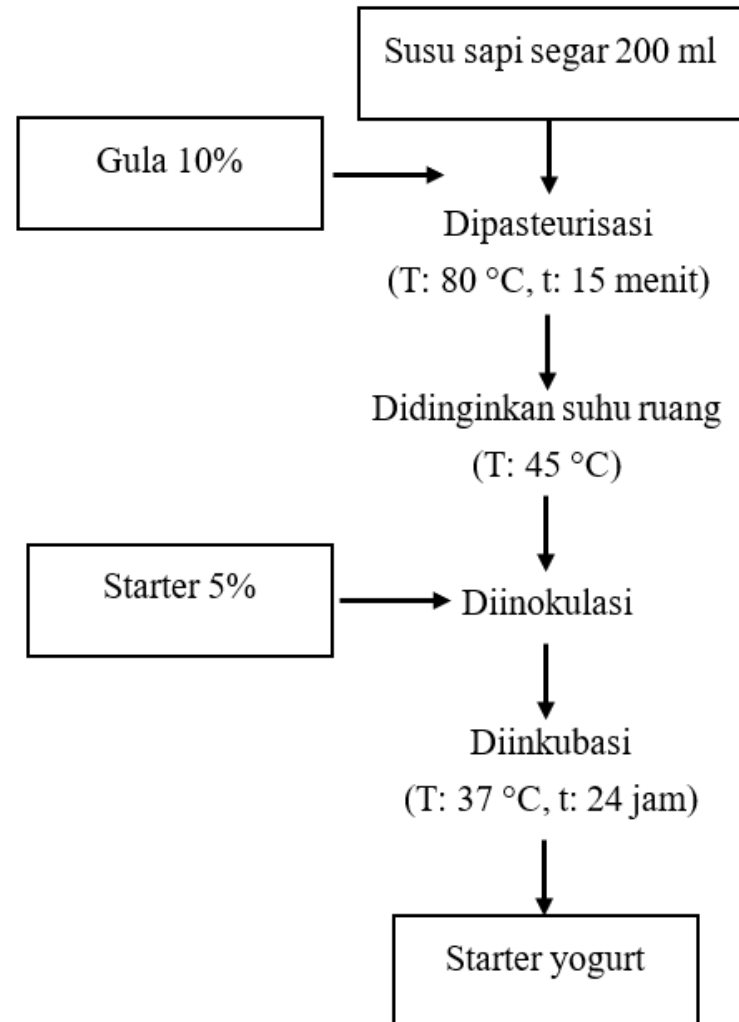 Susu sapi segar 200 ml
Gula 10%
Dipasteurisasi
(T: 80 °C, t: 15 menit)
Didinginkan suhu ruang
(T: 45 °C)
Starter 5%
Diinokulasi
Diinkubasi
(T: 37 °C, t: 24 jam)
Starter yogurt